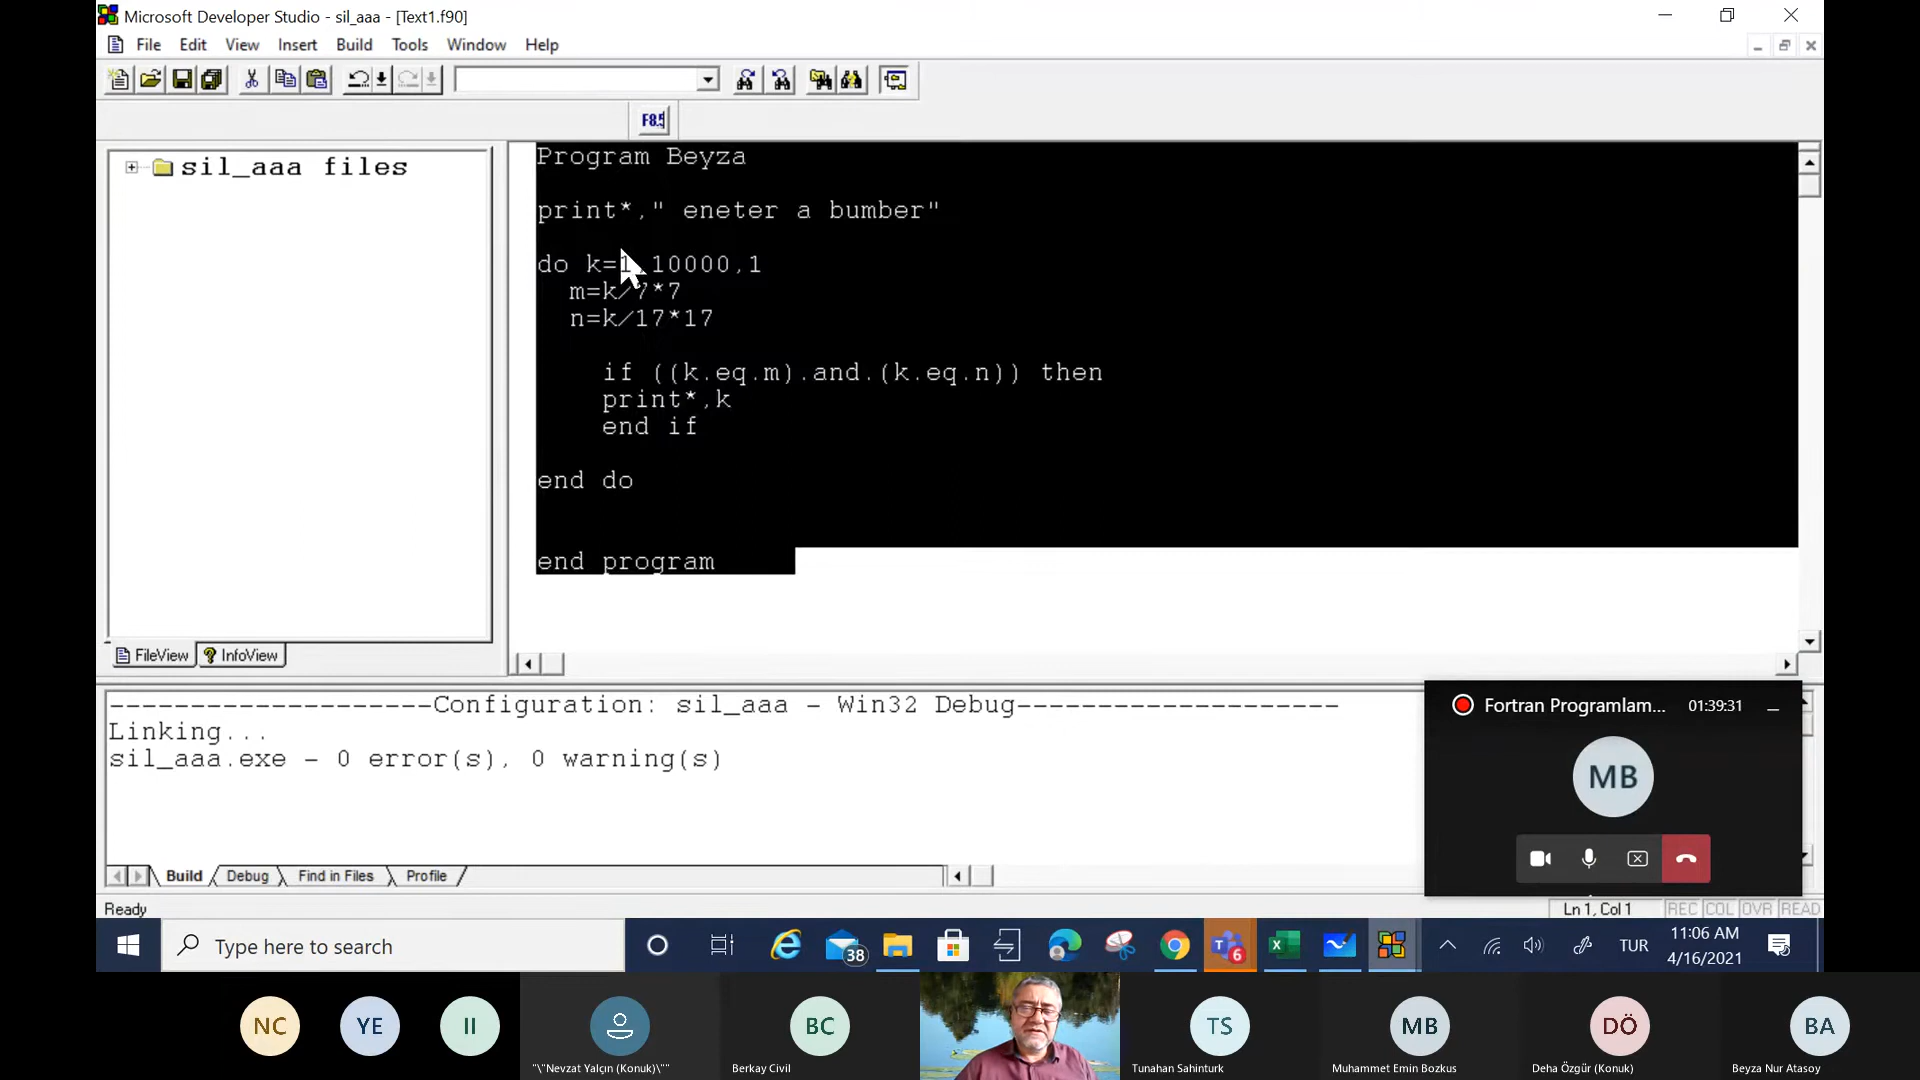 Microsoft Developer Studio - sil_aaa - [Text1.f90]
File Edit View Insert Build Tools Window Help
F8.5
sil_aaa files
Program Beyza
print*," eneter a bumber"
do k=1,10000,1
m=k/7*7
n=k/17*17
if ((k.eq.m).and.(k.eq.n)) then
print*,k
end if
end do
end program
FileView InfoView
--------------------Configuration: sil_aaa - Win32 Debug--------------------
Linking...
sil_aaa.exe - 0 error(s), 0 warning(s)
Build Debug Find in Files Profile
Fortran Programlam... 01:39:31
MB
Ready
Ln 1, Col 1 REC COL OVR READ
Type here to search
38
6
TUR
11:06 AM
4/16/2021
NC
YE
II
BC
TS
MB
DÖ
BA
"\"Nevzat Yalçın (Konuk)\""
Berkay Civil
Tunahan Sahinturk
Muhammet Emin Bozkus
Deha Özgür (Konuk)
Beyza Nur Atasoy